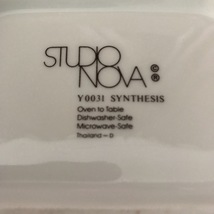 STUDIO
NOVA ©®
Y0031 SYNTHESIS
Oven to Table
Dishwasher-Safe
Microwave-Safe
Thailand – D